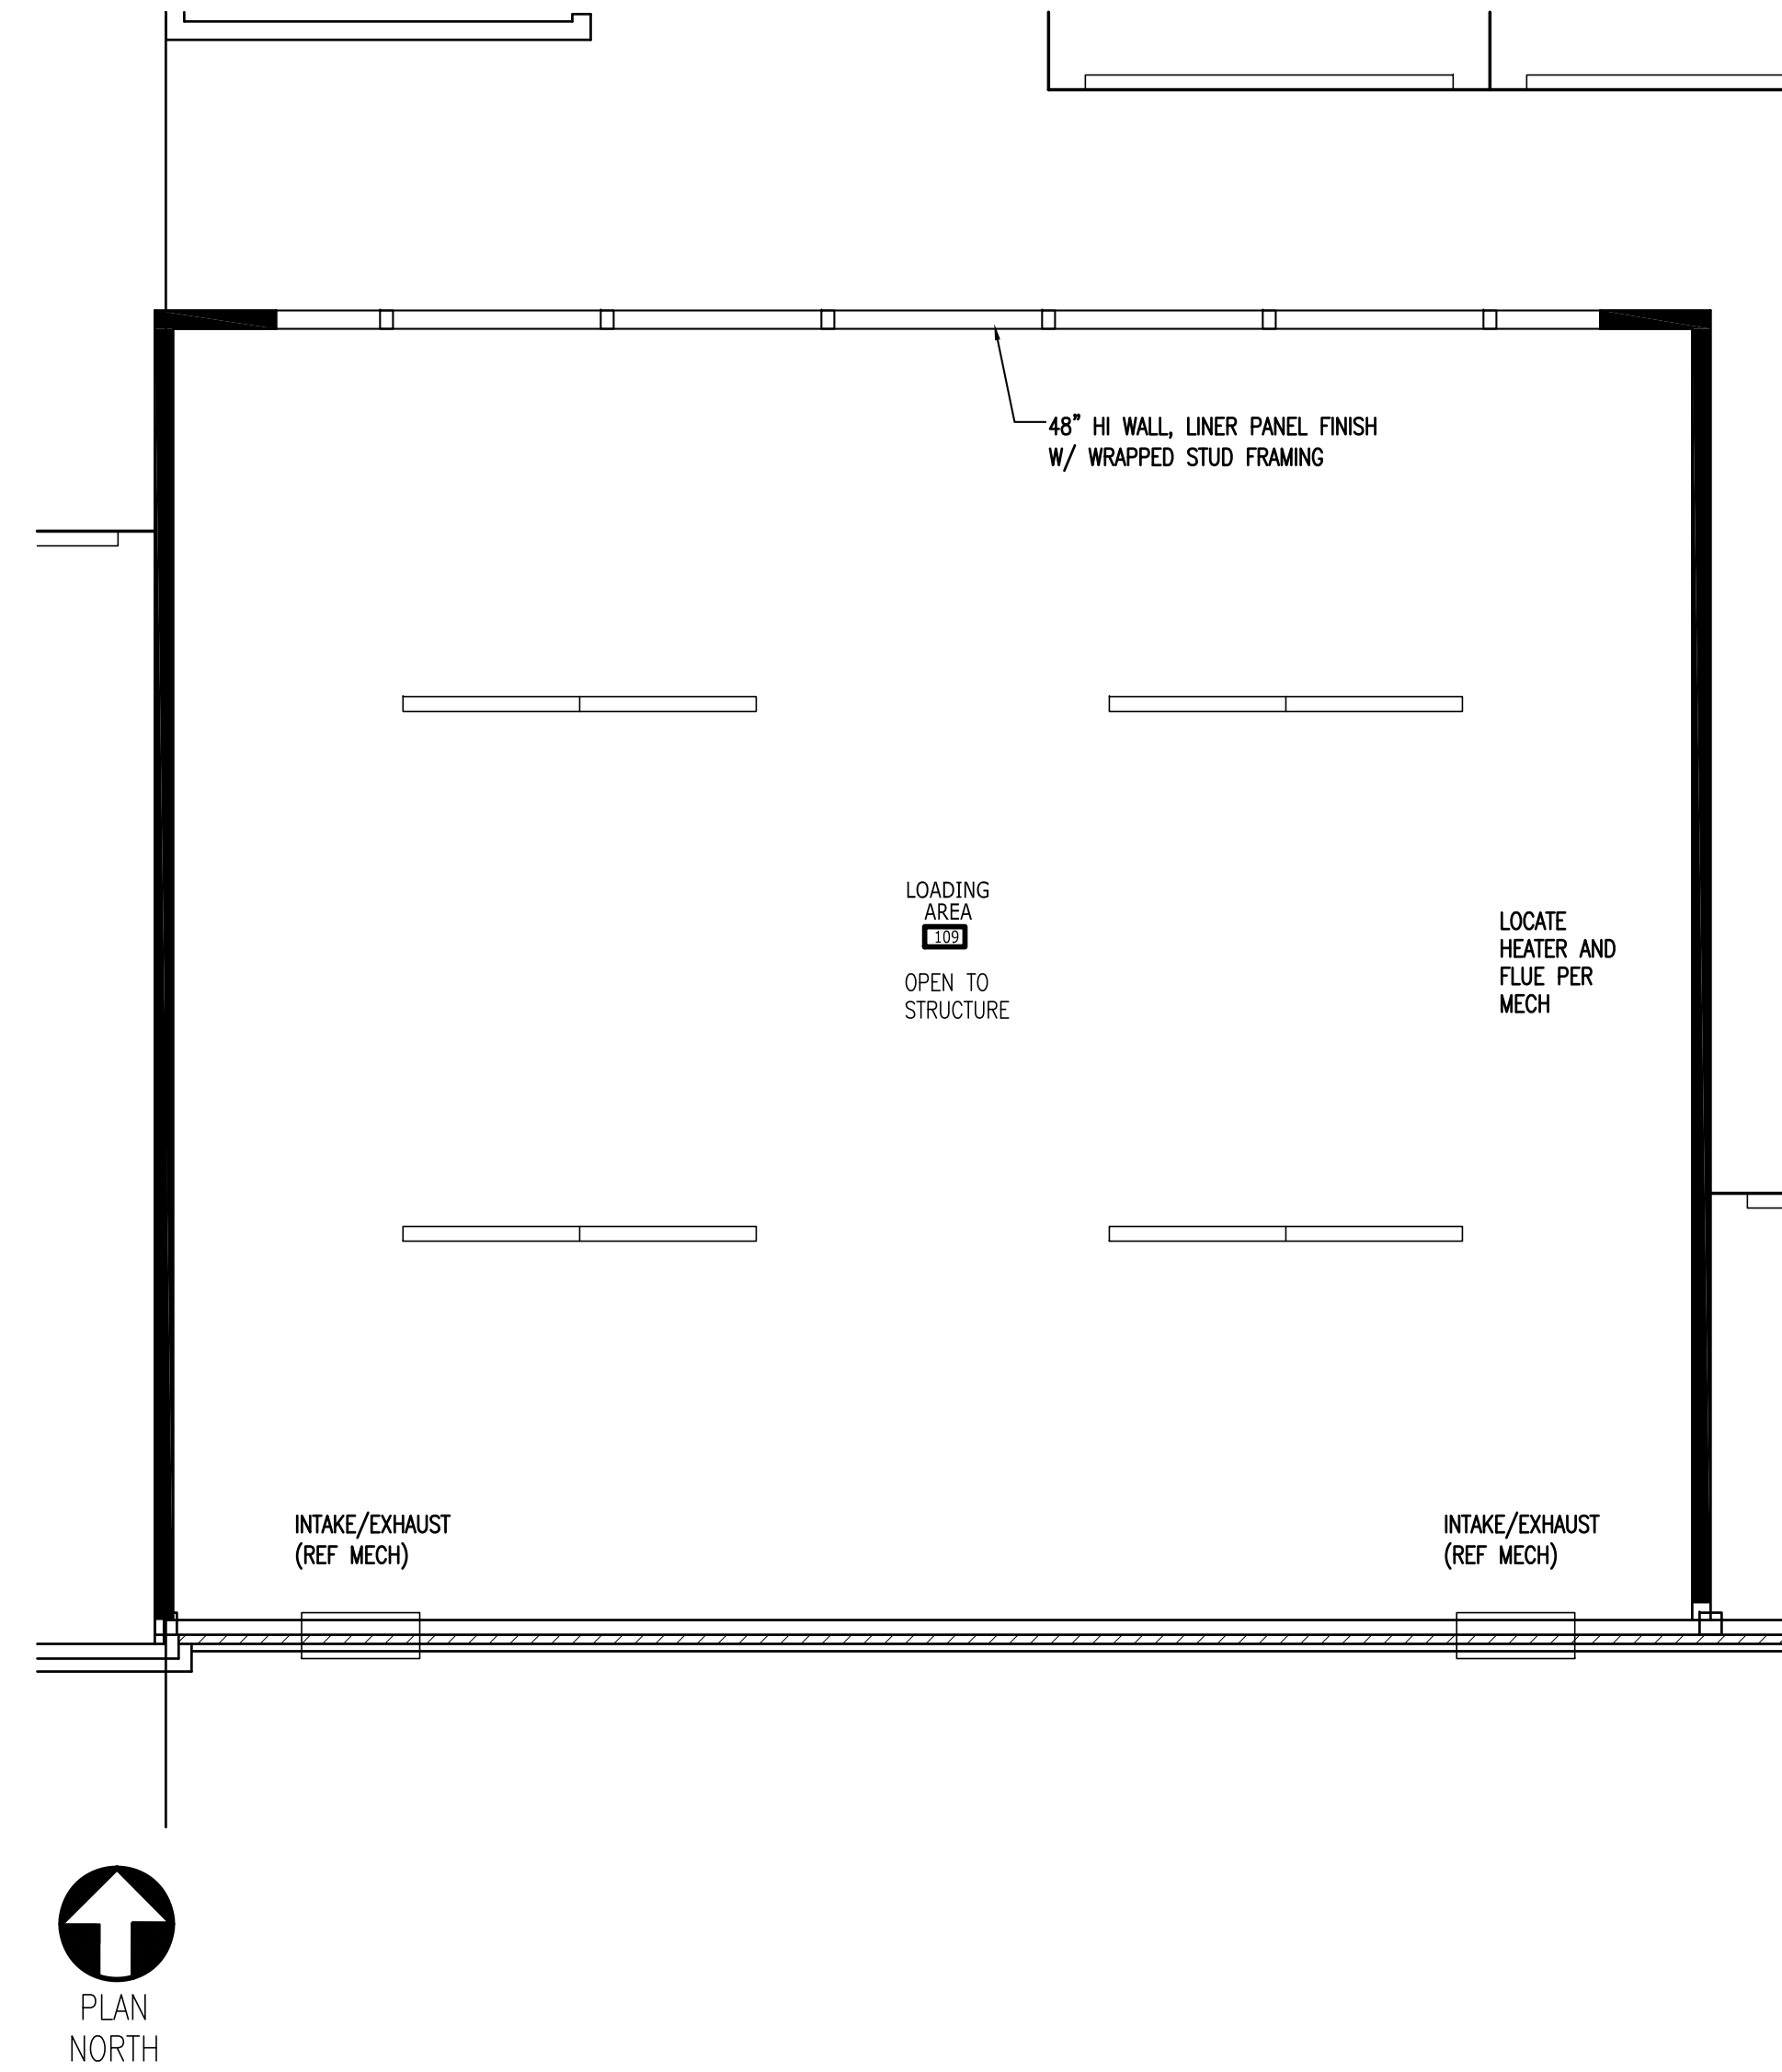 48" HI WALL, LINER PANEL FINISH
W/ WRAPPED STUD FRAMING
LOADING
AREA
109
OPEN TO
STRUCTURE
LOCATE
HEATER AND
FLUE PER
MECH
INTAKE/EXHAUST
(REF MECH)
INTAKE/EXHAUST
(REF MECH)
PLAN
NORTH